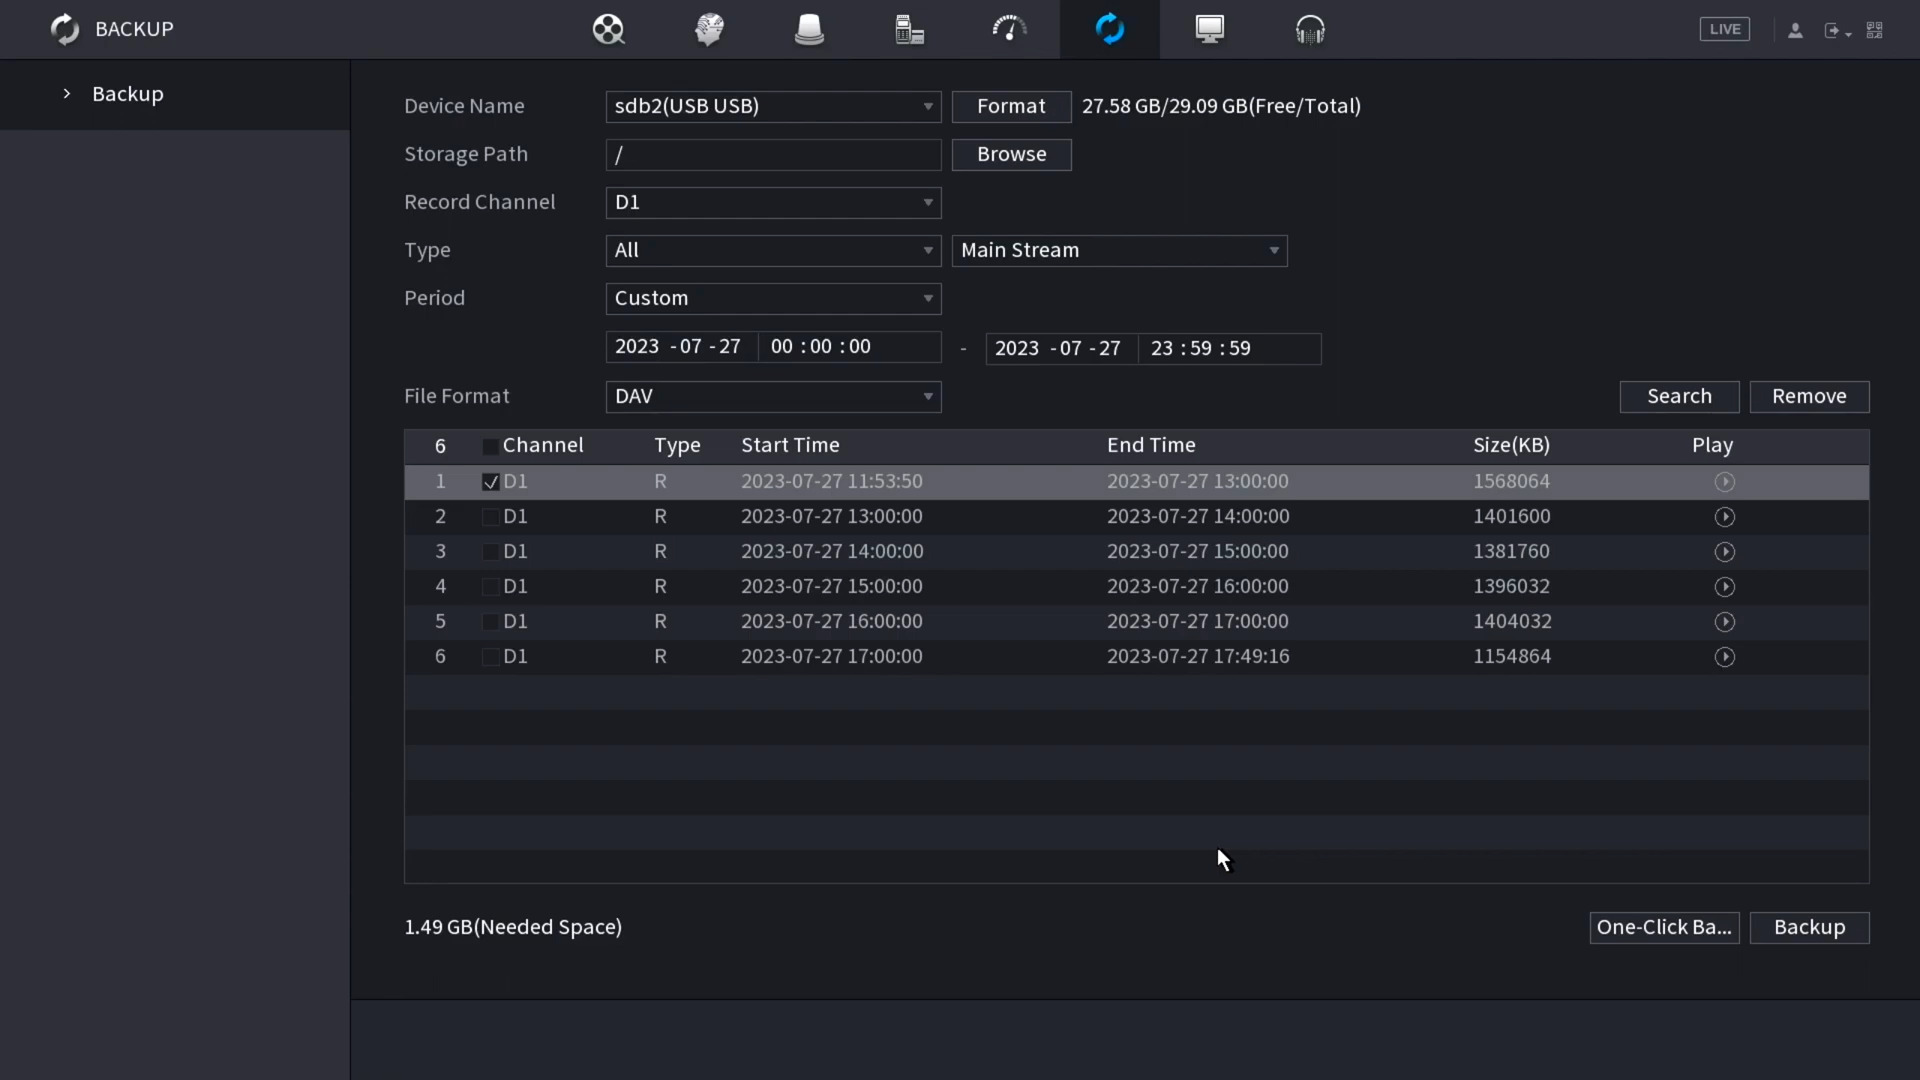 BACKUP
LIVE
Backup
Device Name sdb2(USB USB) Format 27.58 GB/29.09 GB(Free/Total)
Storage Path / Browse
Record Channel D1
Type All Main Stream
Period Custom
2023 -07 -27 00 :00 :00 - 2023 -07 -27 23 :59 :59
File Format DAV Search Remove
6 Channel Type Start Time End Time Size(KB) Play
1 D1 R 2023-07-27 11:53:50 2023-07-27 13:00:00 1568064
2 D1 R 2023-07-27 13:00:00 2023-07-27 14:00:00 1401600
3 D1 R 2023-07-27 14:00:00 2023-07-27 15:00:00 1381760
4 D1 R 2023-07-27 15:00:00 2023-07-27 16:00:00 1396032
5 D1 R 2023-07-27 16:00:00 2023-07-27 17:00:00 1404032
6 D1 R 2023-07-27 17:00:00 2023-07-27 17:49:16 1154864
1.49 GB(Needed Space) One-Click Ba... Backup